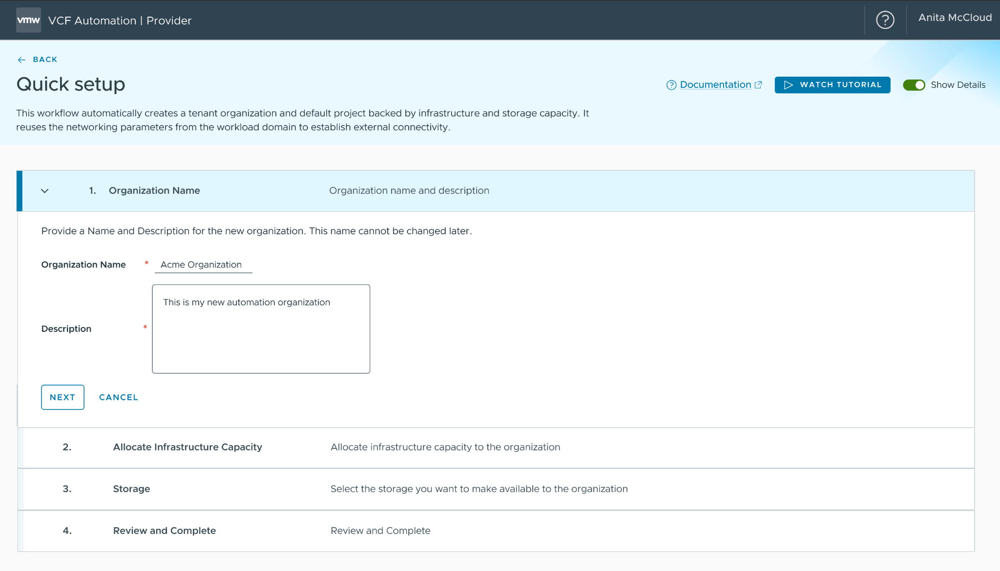 vmw VCF Automation | Provider
Anita McCloud
BACK
Quick setup
Documentation
WATCH TUTORIAL
Show Details
This workflow automatically creates a tenant organization and default project backed by infrastructure and storage capacity. It
reuses the networking parameters from the workload domain to establish external connectivity.
1. Organization Name Organization name and description
Provide a Name and Description for the new organization. This name cannot be changed later.
Organization Name * Acme Organization
This is my new automation organization
Description *
NEXT CANCEL
2. Allocate Infrastructure Capacity Allocate infrastructure capacity to the organization
3. Storage Select the storage you want to make available to the organization
4. Review and Complete Review and Complete